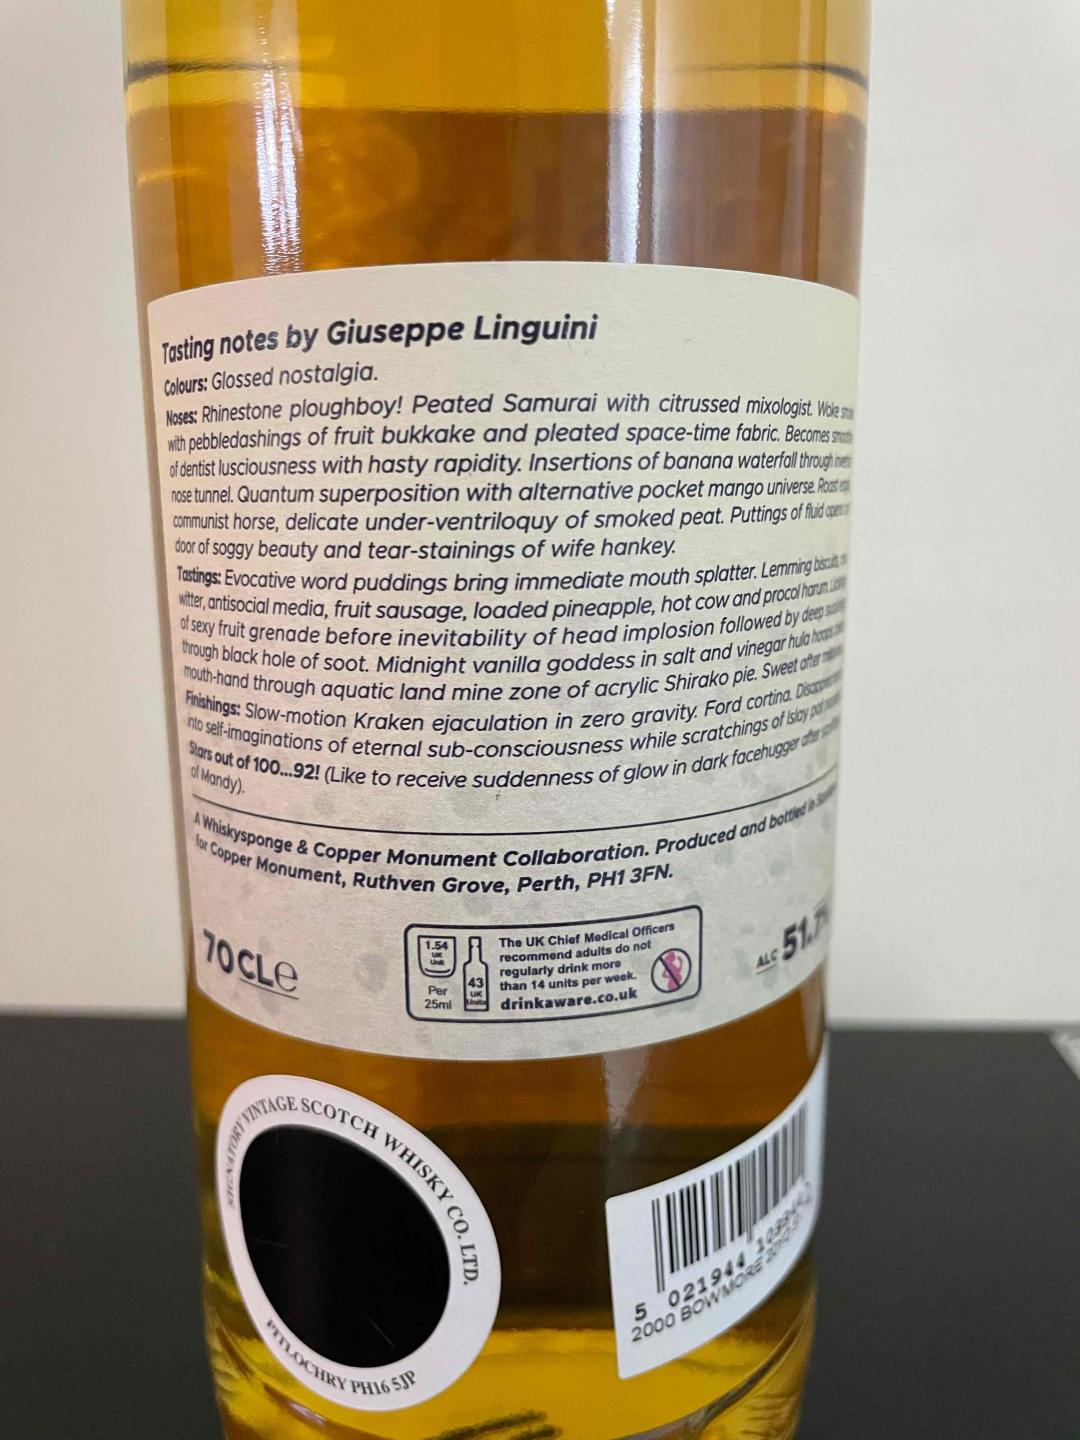 Tasting notes by Giuseppe Linguini
Colours: Glossed nostalgia.
Noses: Rhinestone ploughboy! Peated Samurai with citrussed mixologist. Woke
with pebbledashings of fruit bukkake and pleated space-time fabric. Becomes
of dentist lusciousness with hasty rapidity. Insertions of banana waterfall through
nose tunnel. Quantum superposition with alternative pocket mango universe. Roast
communist horse, delicate under-ventriloquy of smoked peat. Puttings of fluid
door of soggy beauty and tear-stainings of wife hankey.
Tastings: Evocative word puddings bring immediate mouth splatter. Lemming biscuits,
witter, antisocial media, fruit sausage, loaded pineapple, hot cow and procol harum.
of sexy fruit grenade before inevitability of head implosion followed by deep
through black hole of soot. Midnight vanilla goddess in salt and vinegar hula hoops
mouth-hand through aquatic land mine zone of acrylic Shirako pie. Sweet after
Finishings: Slow-motion Kraken ejaculation in zero gravity. Ford cortina.
into self-imaginations of eternal sub-consciousness while scratchings of Islay
Stars out of 100...92! (Like to receive suddenness of glow in dark facehugger after
of Mandy).
A Whiskysponge & Copper Monument Collaboration. Produced and bottled in
for Copper Monument, Ruthven Grove, Perth, PH1 3FN.
70CLe
1.54
UK
Unit
Per
25ml
43
UK
Units
The UK Chief Medical Officers
recommend adults do not
regularly drink more
than 14 units per week.
drinkaware.co.uk
ALC 51.7%
SIGNATORY VINTAGE SCOTCH WHISKY CO. LTD.
PITLOCHRY PH16 5JP
5 021944
2000 BOWMORE